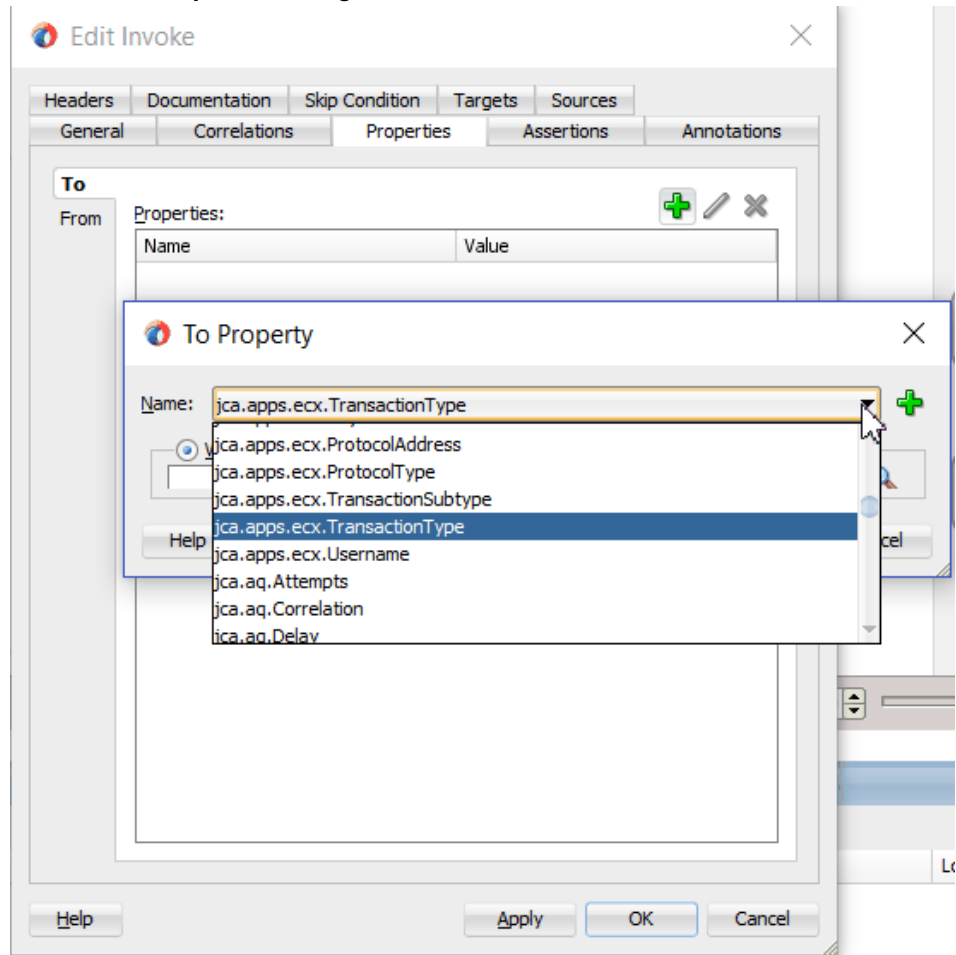 Edit Invoke
Headers Documentation Skip Condition Targets Sources
General Correlations Properties Assertions Annotations
To
From
Properties:
Name Value
To Property
Name: jca.apps.ecx.TransactionType
jca.apps.ecx.ProtocolAddress
jca.apps.ecx.ProtocolType
jca.apps.ecx.TransactionSubtype
jca.apps.ecx.TransactionType
Help
cel
jca.apps.ecx.Username
jca.aq.Attempts
jca.aq.Correlation
jca.aq.Delay
Help Apply OK Cancel